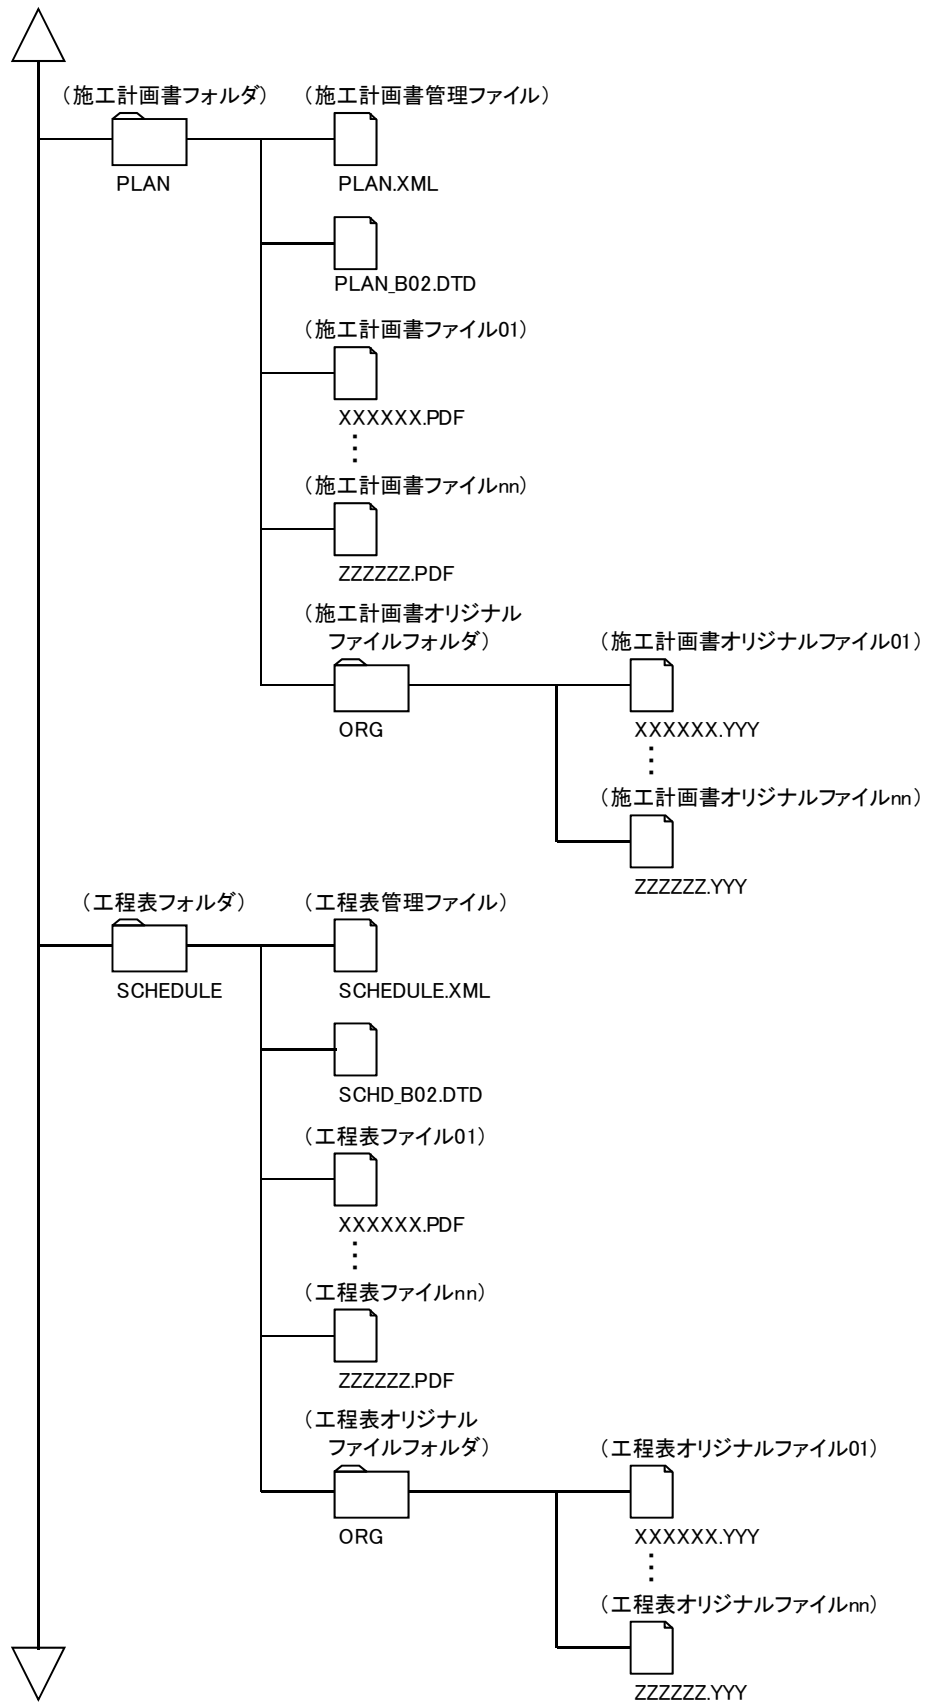 （施工計画書フォルダ）
（施工計画書管理ファイル）
PLAN
PLAN.XML
PLAN_B02.DTD
（施工計画書ファイル01）
XXXXXX.PDF
（施工計画書ファイルnn）
ZZZZZZ.PDF
（施工計画書オリジナル
ファイルフォルダ）
ORG
（施工計画書オリジナルファイル01）
XXXXXX.YYY
（施工計画書オリジナルファイルnn）
ZZZZZZ.YYY
（工程表フォルダ）
（工程表管理ファイル）
SCHEDULE
SCHEDULE.XML
SCHD_B02.DTD
（工程表ファイル01）
XXXXXX.PDF
（工程表ファイルnn）
ZZZZZZ.PDF
（工程表オリジナル
ファイルフォルダ）
ORG
（工程表オリジナルファイル01）
XXXXXX.YYY
（工程表オリジナルファイルnn）
ZZZZZZ.YYY